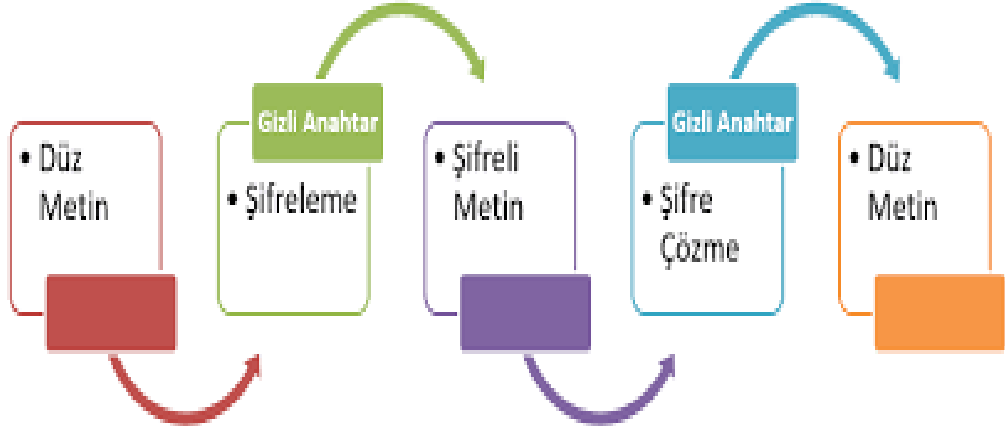 • Düz
Metin
Gizli Anahtar
• Şifreleme
• Şifreli
Metin
Gizli Anahtar
• Şifre
Çözme
• Düz
Metin